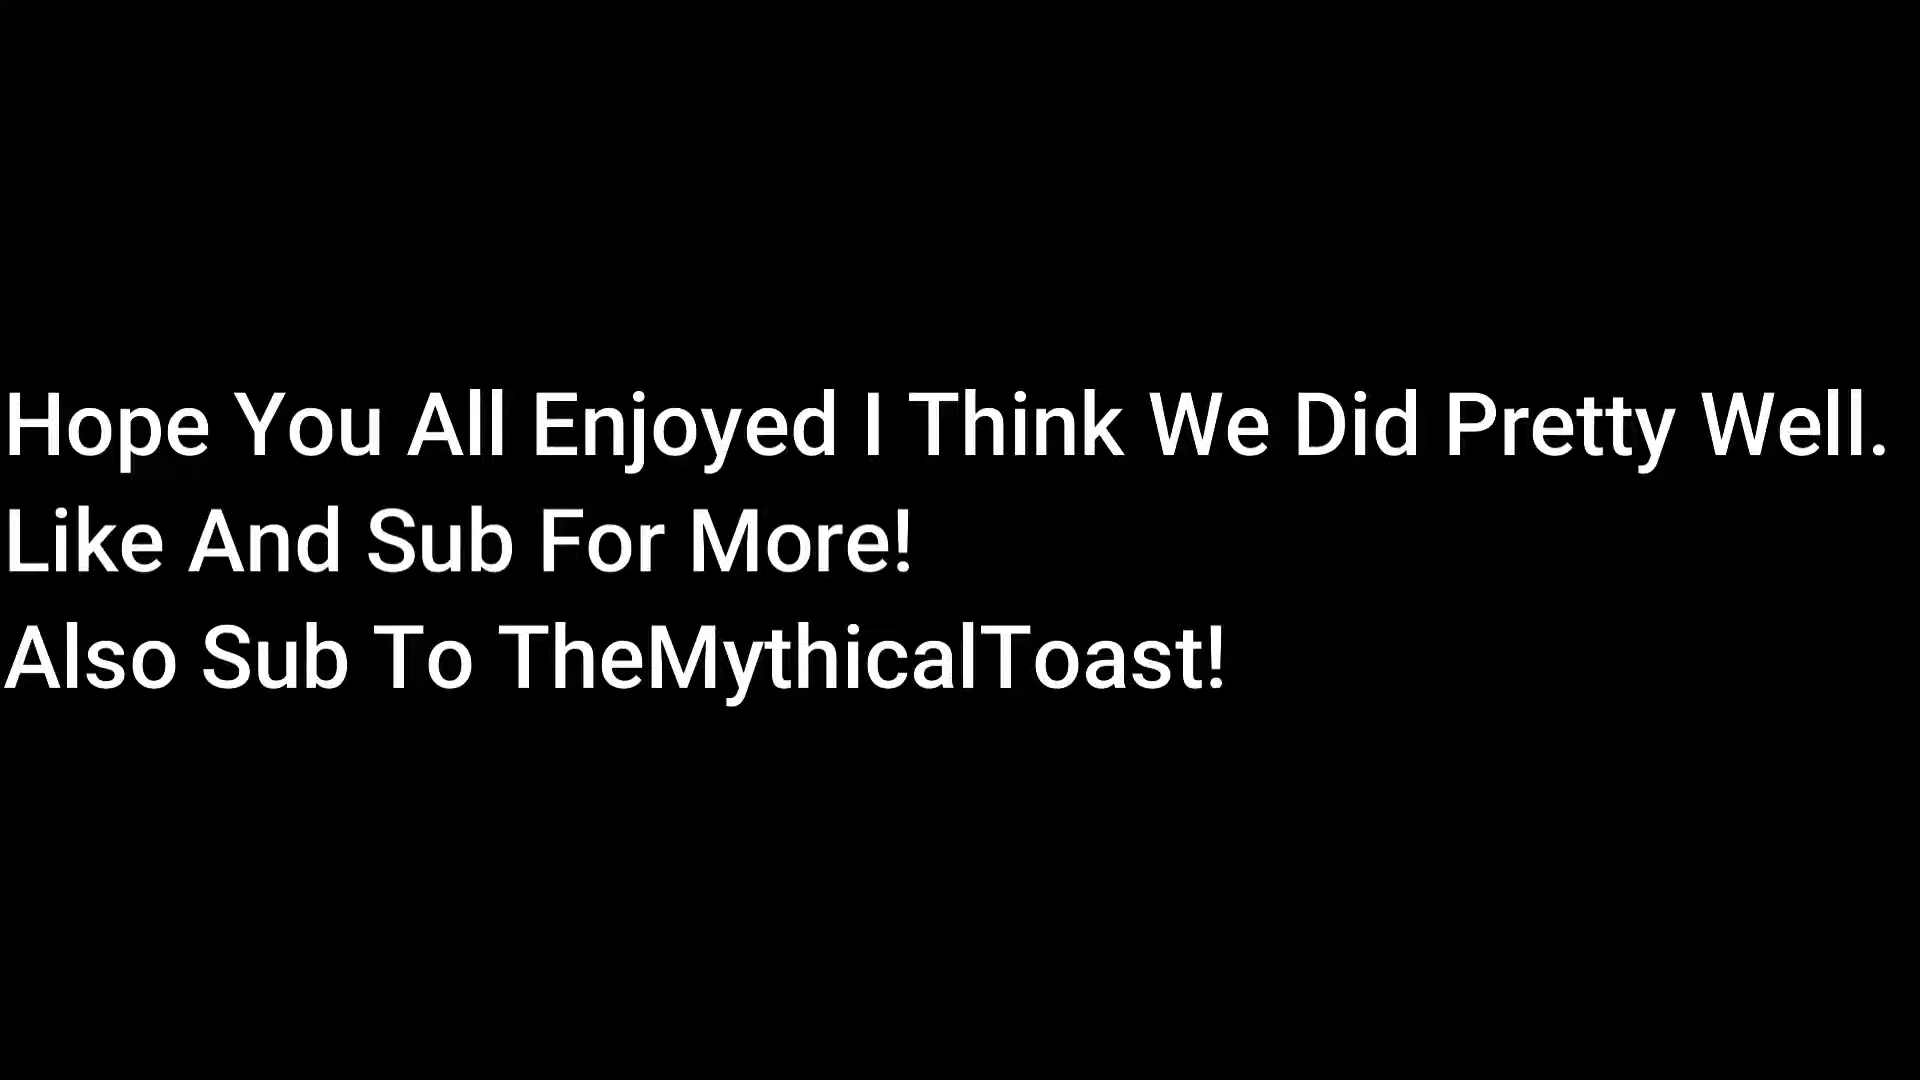 Hope You All Enjoyed I Think We Did Pretty Well.
Like And Sub For More!
Also Sub To TheMythicalToast!